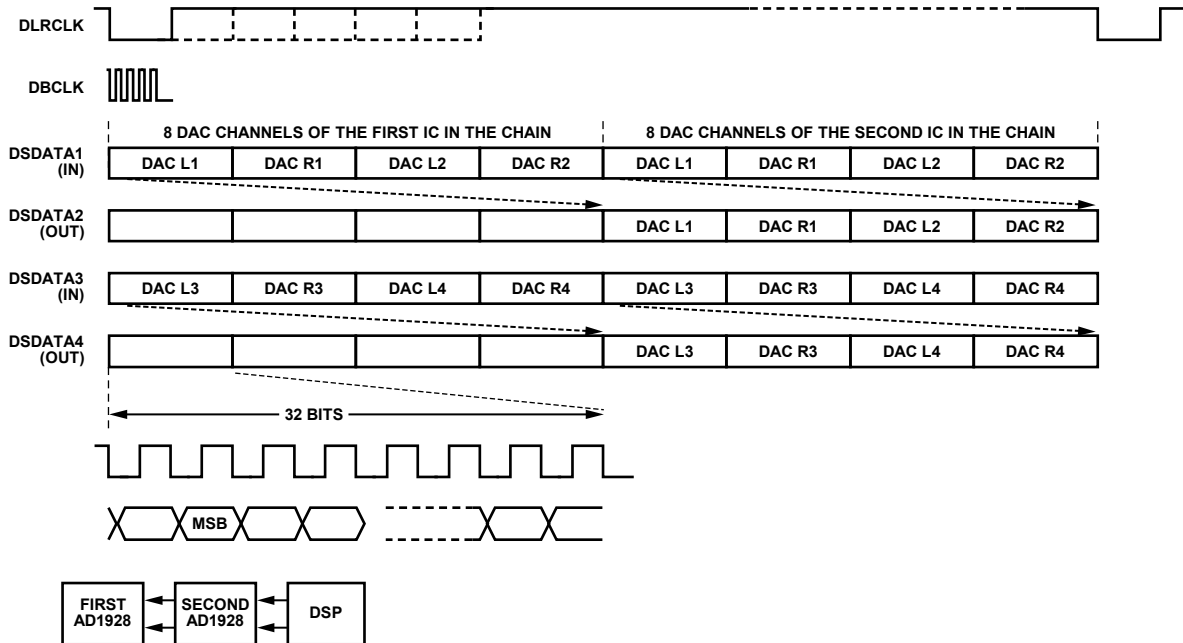 DLRCLK
DBCLK
8 DAC CHANNELS OF THE FIRST IC IN THE CHAIN
8 DAC CHANNELS OF THE SECOND IC IN THE CHAIN
DSDATA1
(IN)
DAC L1 DAC R1 DAC L2 DAC R2 DAC L1 DAC R1 DAC L2 DAC R2
DSDATA2
(OUT)
DAC L1 DAC R1 DAC L2 DAC R2
DSDATA3
(IN)
DAC L3 DAC R3 DAC L4 DAC R4 DAC L3 DAC R3 DAC L4 DAC R4
DSDATA4
(OUT)
DAC L3 DAC R3 DAC L4 DAC R4
32 BITS
MSB
FIRST
AD1928
SECOND
AD1928
DSP